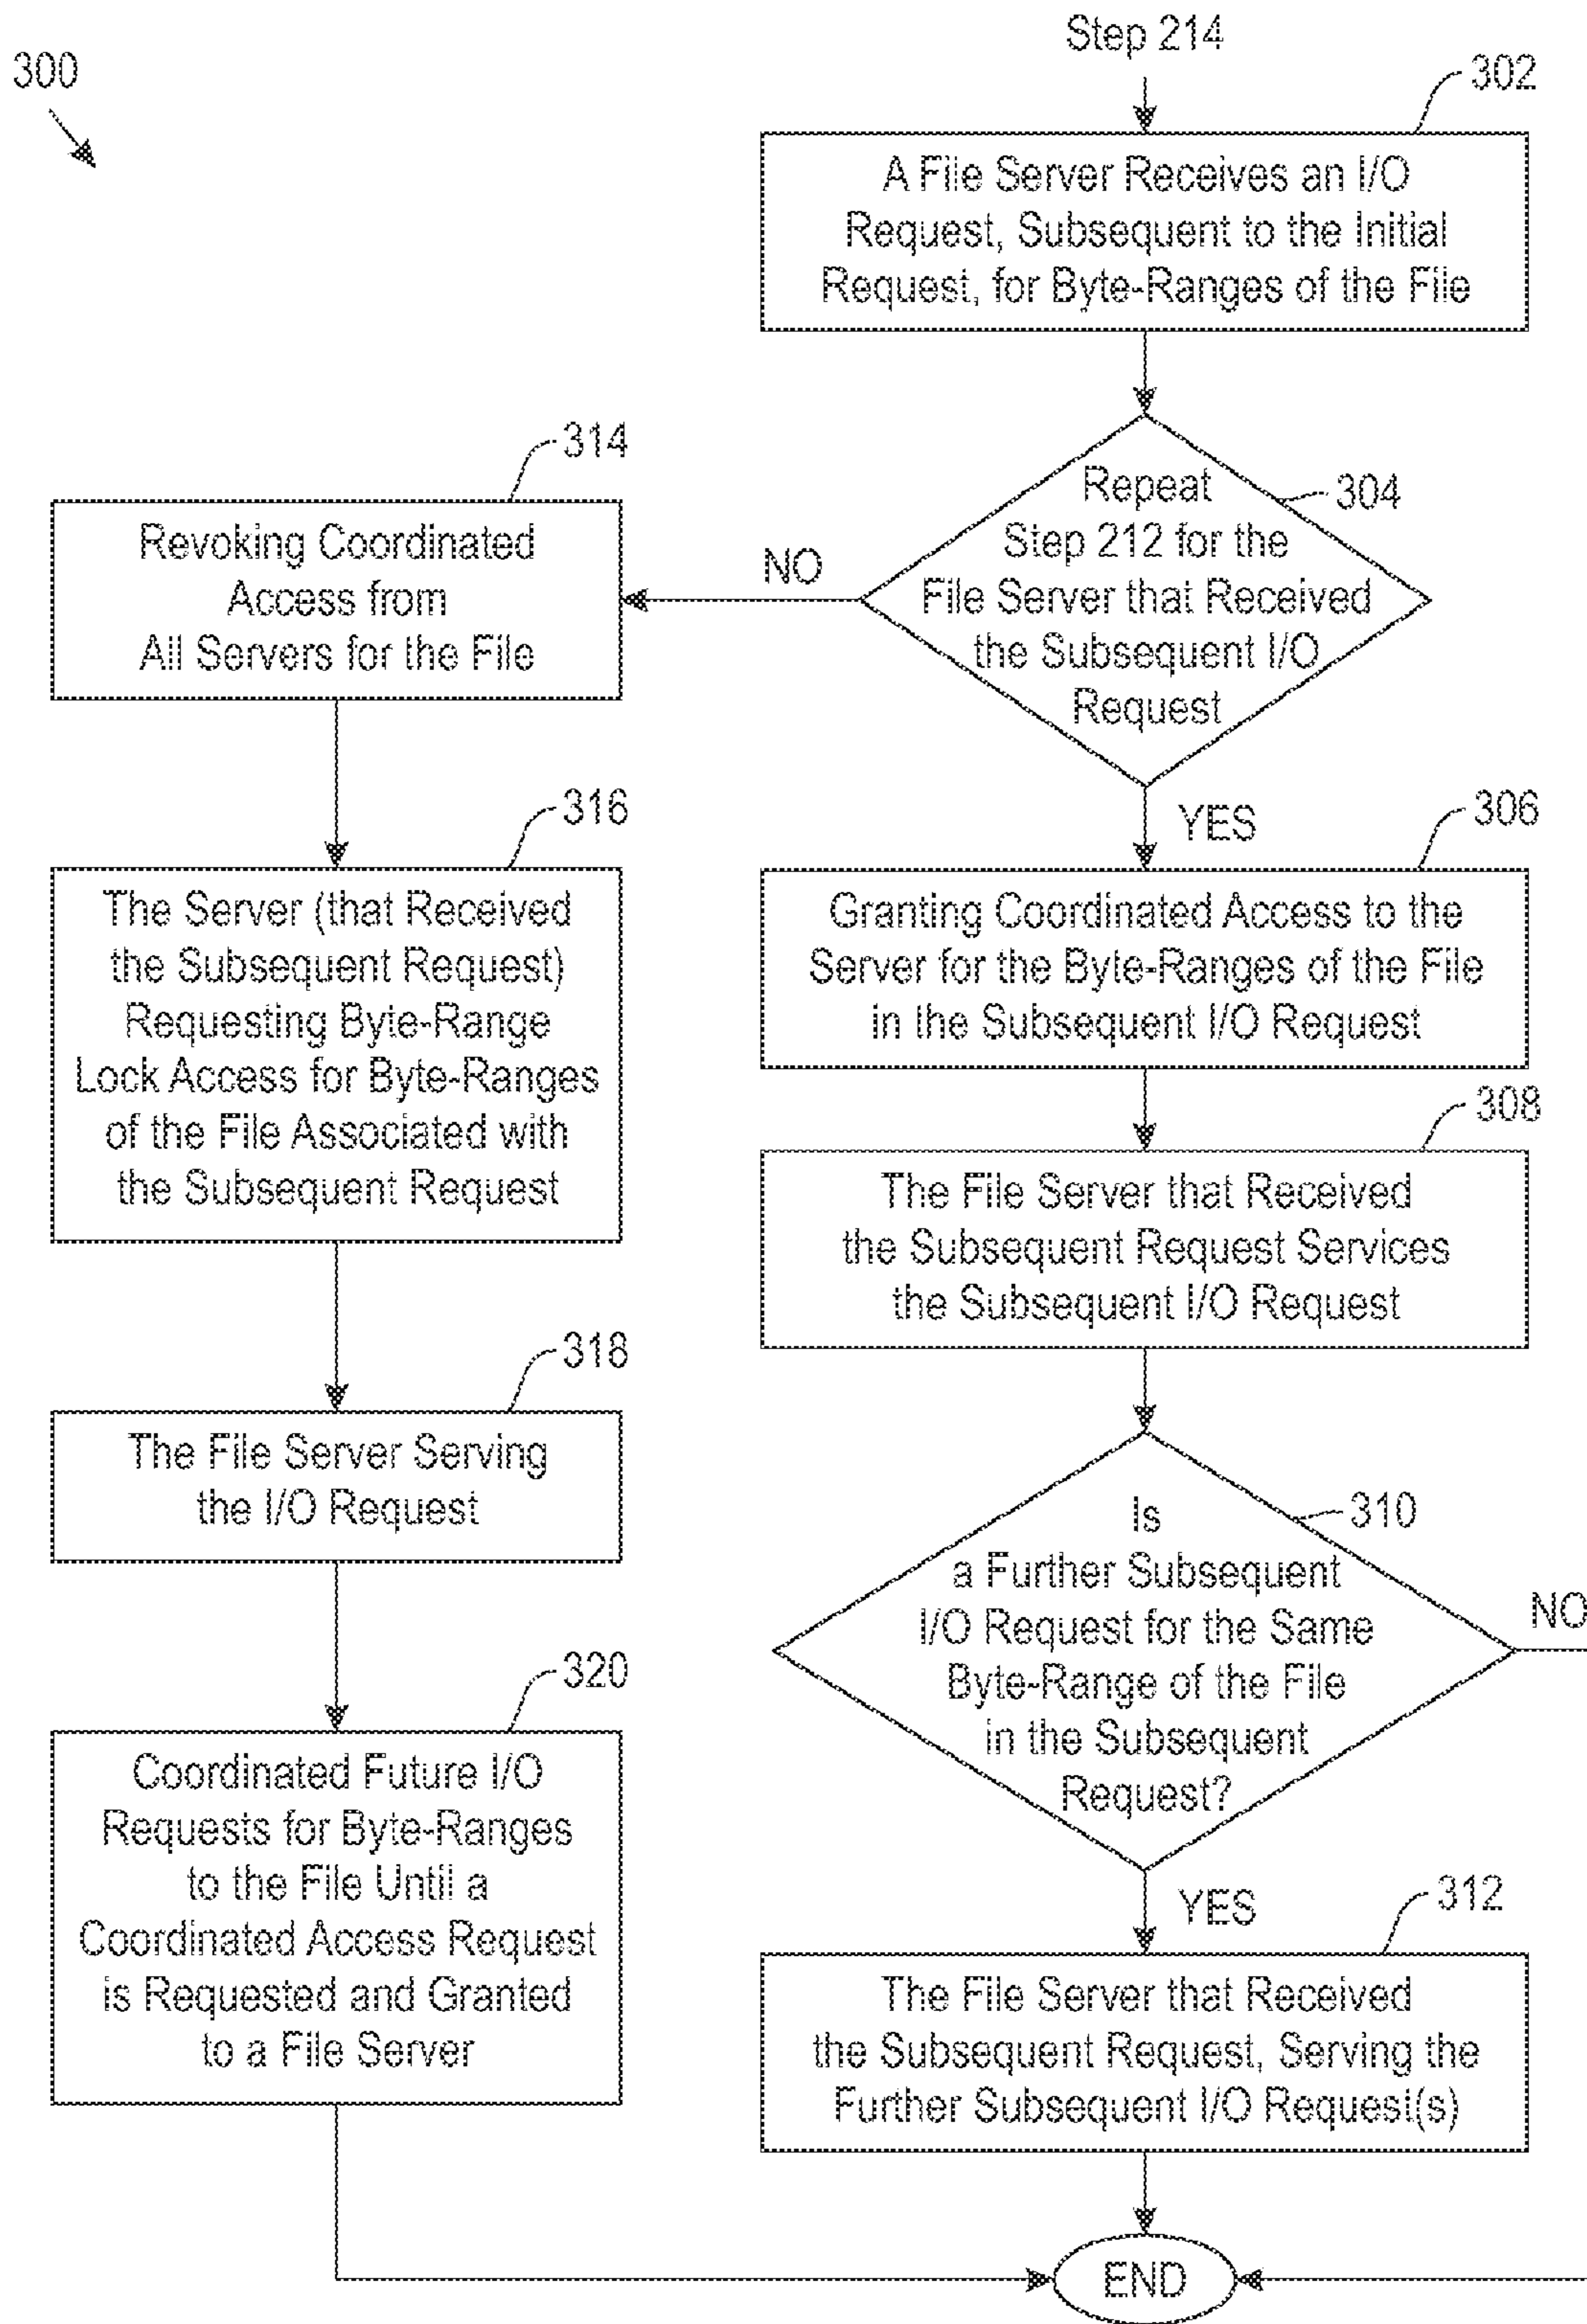 300
Step 214
302
A File Server Receives an I/O
Request, Subsequent to the Initial
Request, for Byte-Ranges of the File
304
Repeat
Step 212 for the
File Server that Received
the Subsequent I/O
Request
NO
YES
314
Revoking Coordinated
Access from
All Servers for the File
306
Granting Coordinated Access to the
Server for the Byte-Ranges of the File
in the Subsequent I/O Request
316
The Server (that Received
the Subsequent Request)
Requesting Byte-Range
Lock Access for Byte-Ranges
of the File Associated with
the Subsequent Request
308
The File Server that Received
the Subsequent Request Services
the Subsequent I/O Request
318
The File Server Serving
the I/O Request
310
Is
a Further Subsequent
I/O Request for the Same
Byte-Range of the File
in the Subsequent
Request?
NO
YES
320
Coordinated Future I/O
Requests for Byte-Ranges
to the File Until a
Coordinated Access Request
is Requested and Granted
to a File Server
312
The File Server that Received
the Subsequent Request, Serving the
Further Subsequent I/O Request(s)
END